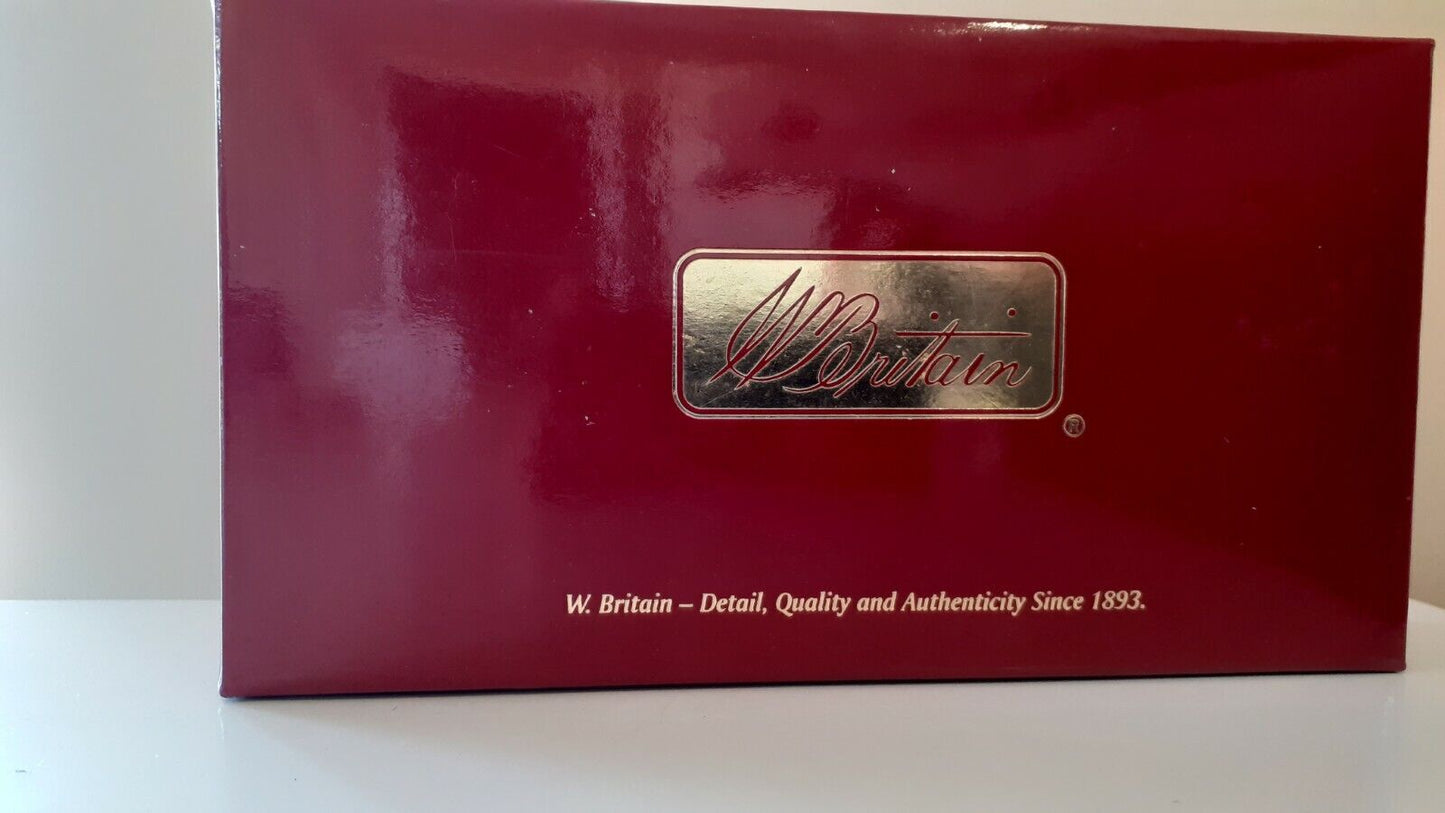 W Britain
®
W. Britain – Detail, Quality and Authenticity Since 1893.